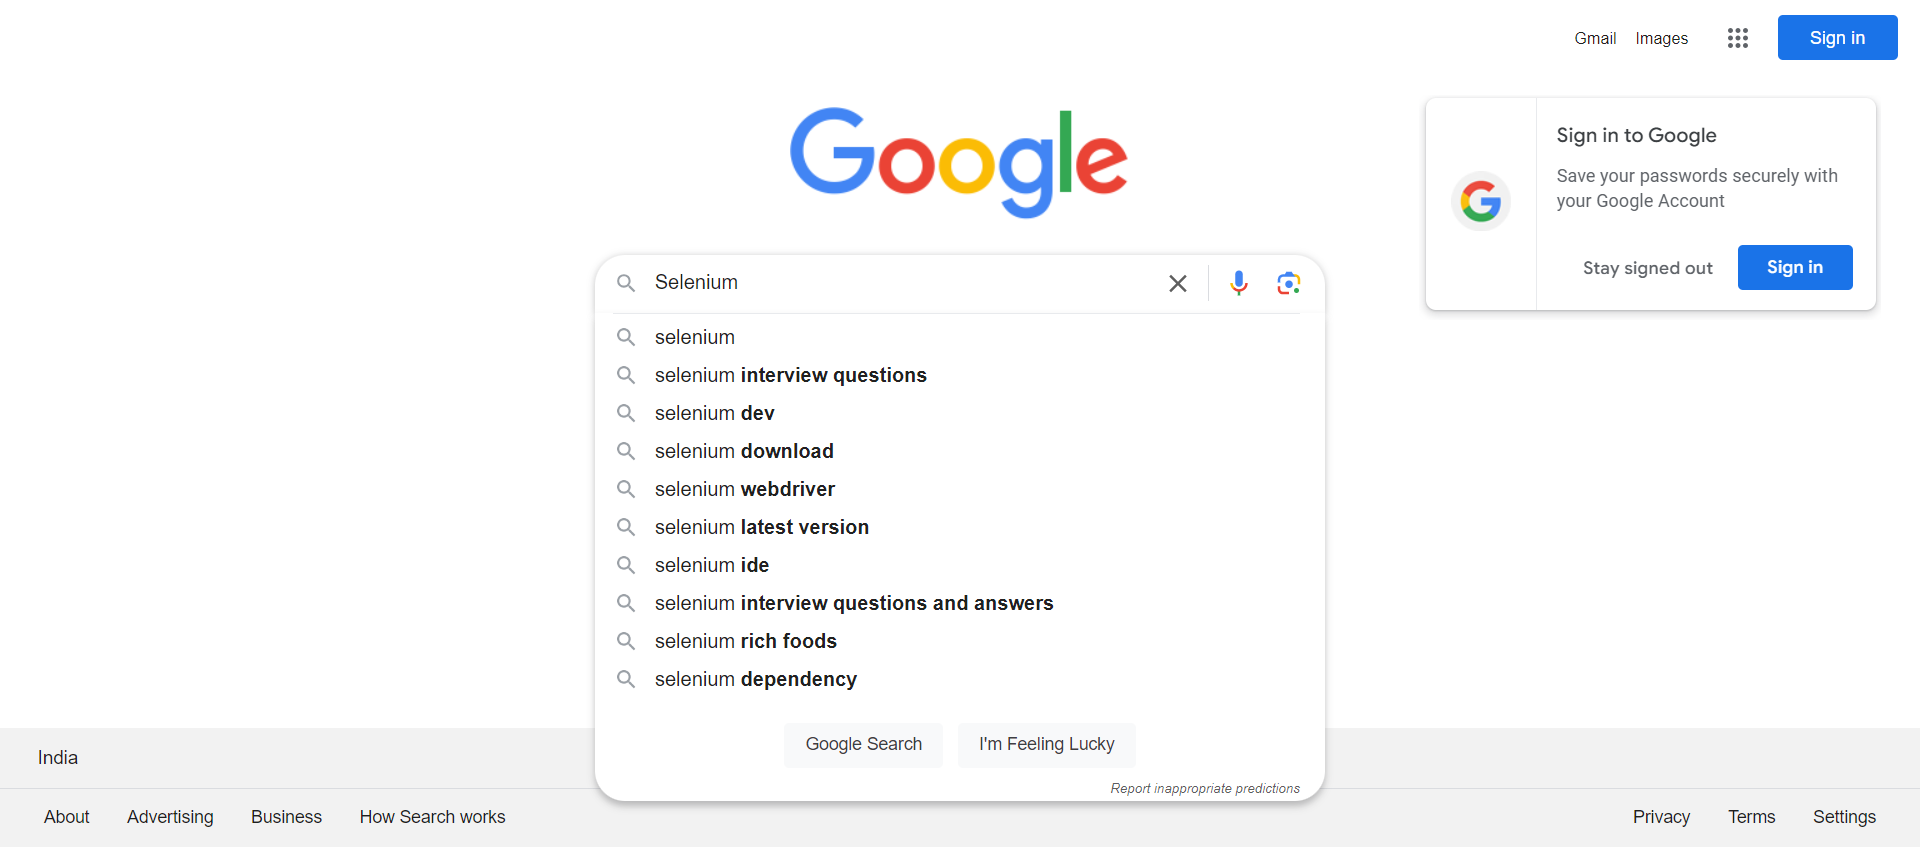 Gmail Images Sign in
Google
Sign in to Google
Save your passwords securely with
your Google Account
Stay signed out Sign in
Selenium
selenium
selenium interview questions
selenium dev
selenium download
selenium webdriver
selenium latest version
selenium ide
selenium interview questions and answers
selenium rich foods
selenium dependency
Google Search I'm Feeling Lucky
Report inappropriate predictions
India
About Advertising Business How Search works Privacy Terms Settings